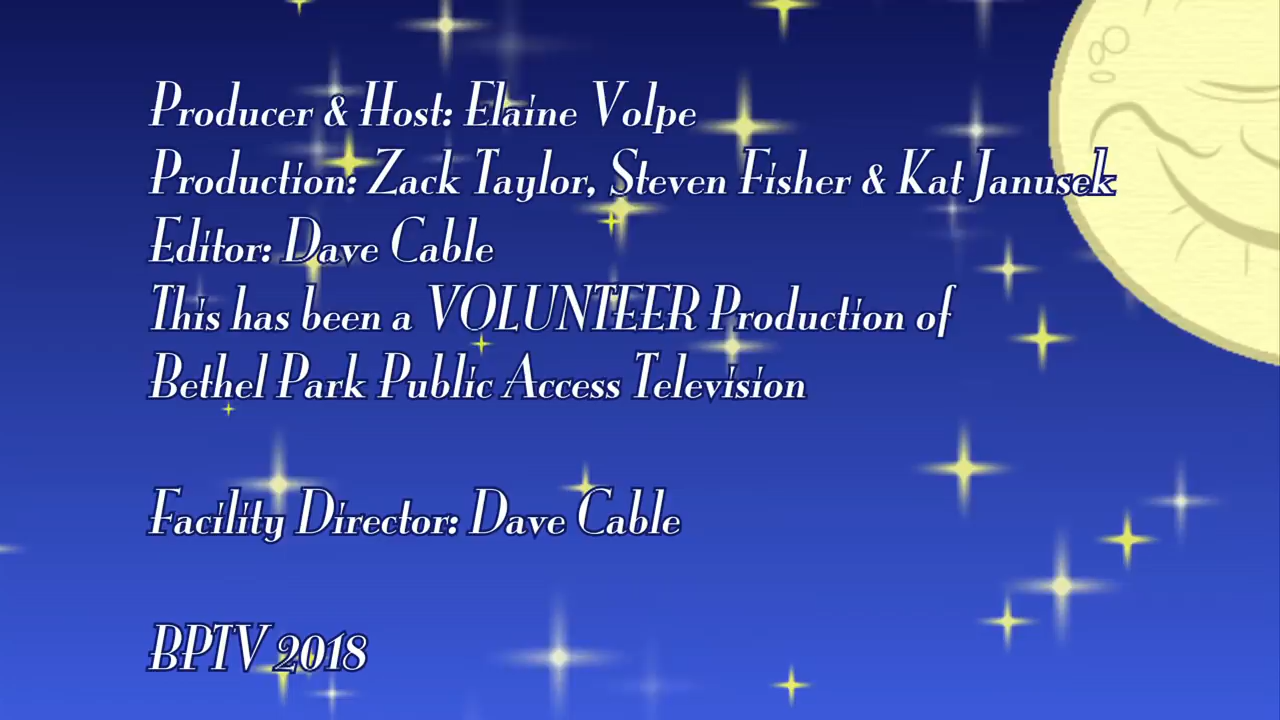 Producer & Host: Elaine Volpe
Production: Zack Taylor, Steven Fisher & Kat Janusek
Editor: Dave Cable
This has been a VOLUNTEER Production of
Bethel Park Public Access Television
Facility Director: Dave Cable
BPTV 2018